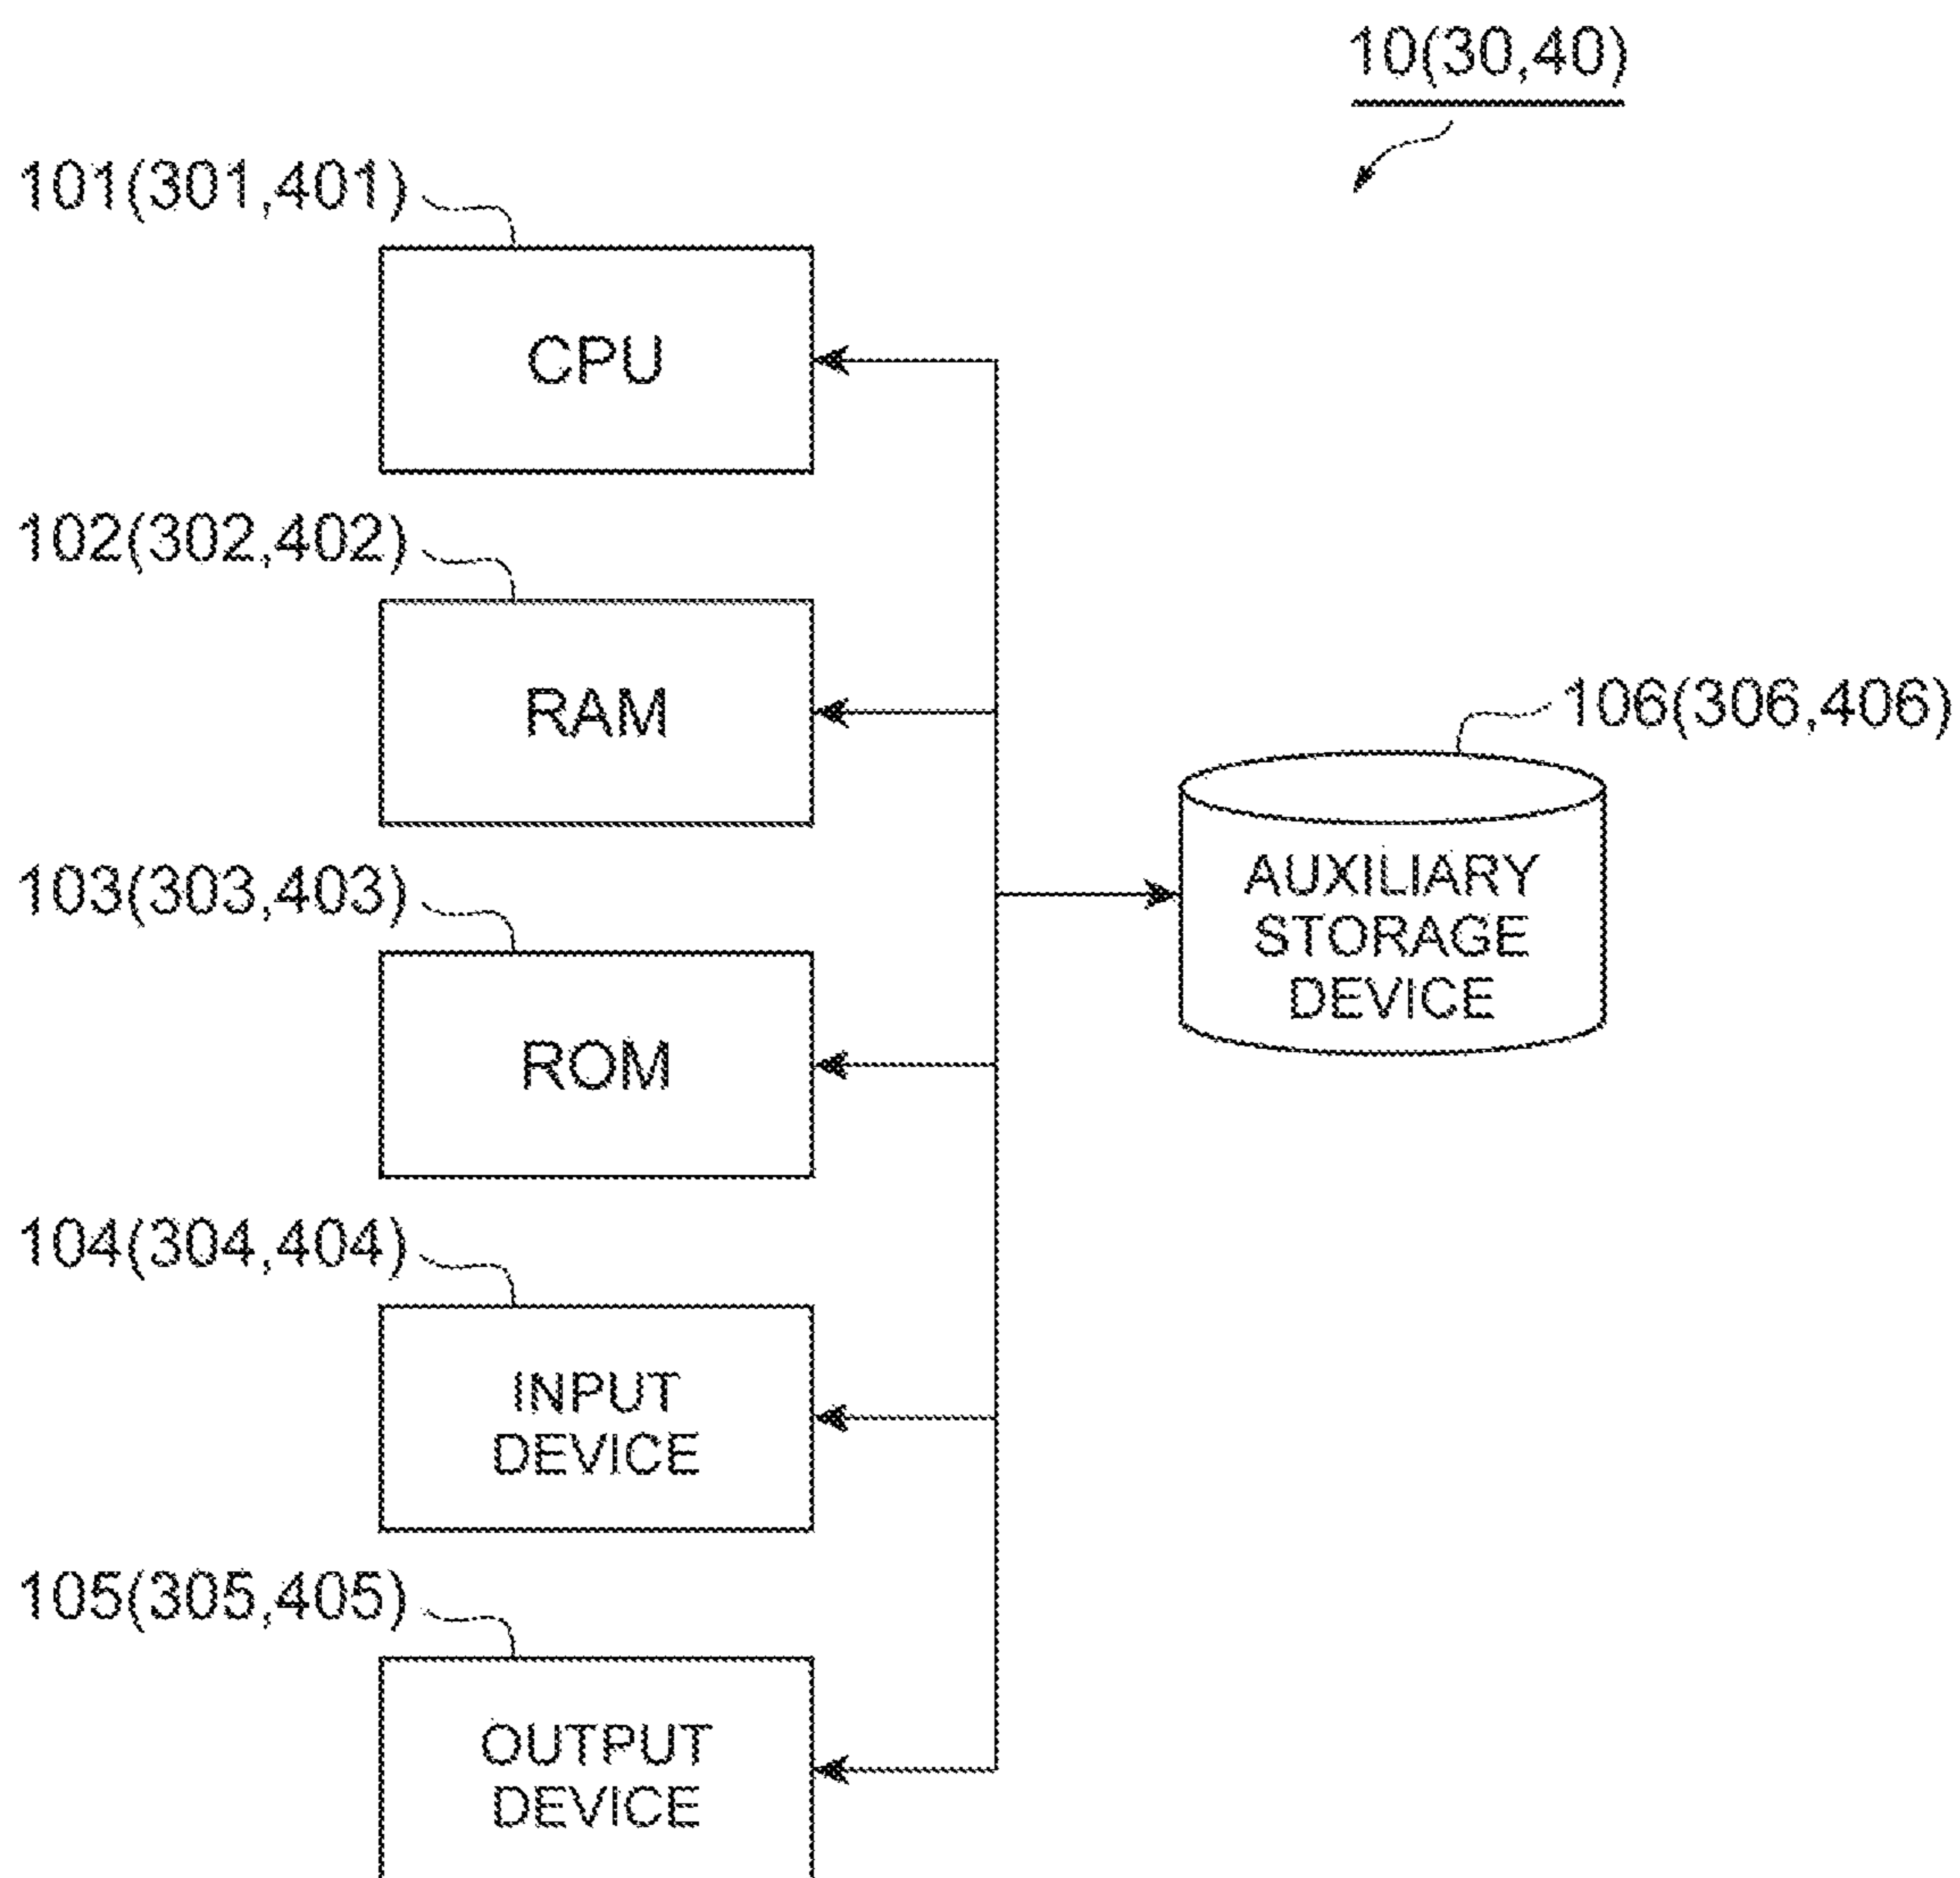 10(30,40)
101(301,401)
CPU
102(302,402)
RAM
106(306,406)
AUXILIARY
STORAGE
DEVICE
103(303,403)
ROM
104(304,404)
INPUT
DEVICE
105(305,405)
OUTPUT
DEVICE